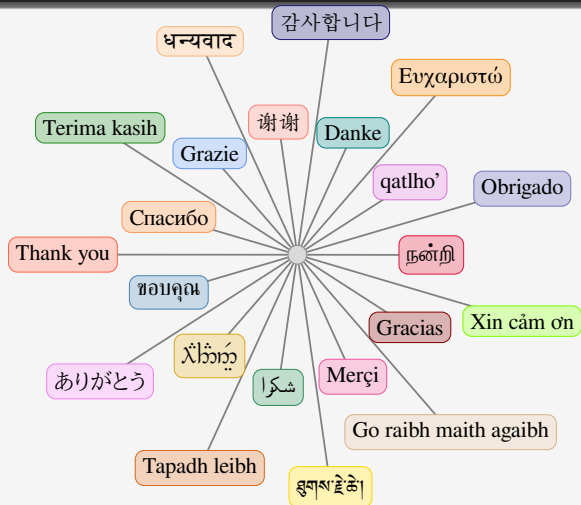 감사합니다
धन्यवाद
Ευχαριστώ
谢谢
Terima kasih
Danke
Grazie
qatlho’
Obrigado
Спасибо
Thank you
நன்றி
ขอบคุณ
Gracias
Xin cảm ơn
شكرًا
Merçi
ありがとう
Go raibh maith agaibh
Tapadh leibh
ཐུགས་རྗེ་ཆེ།